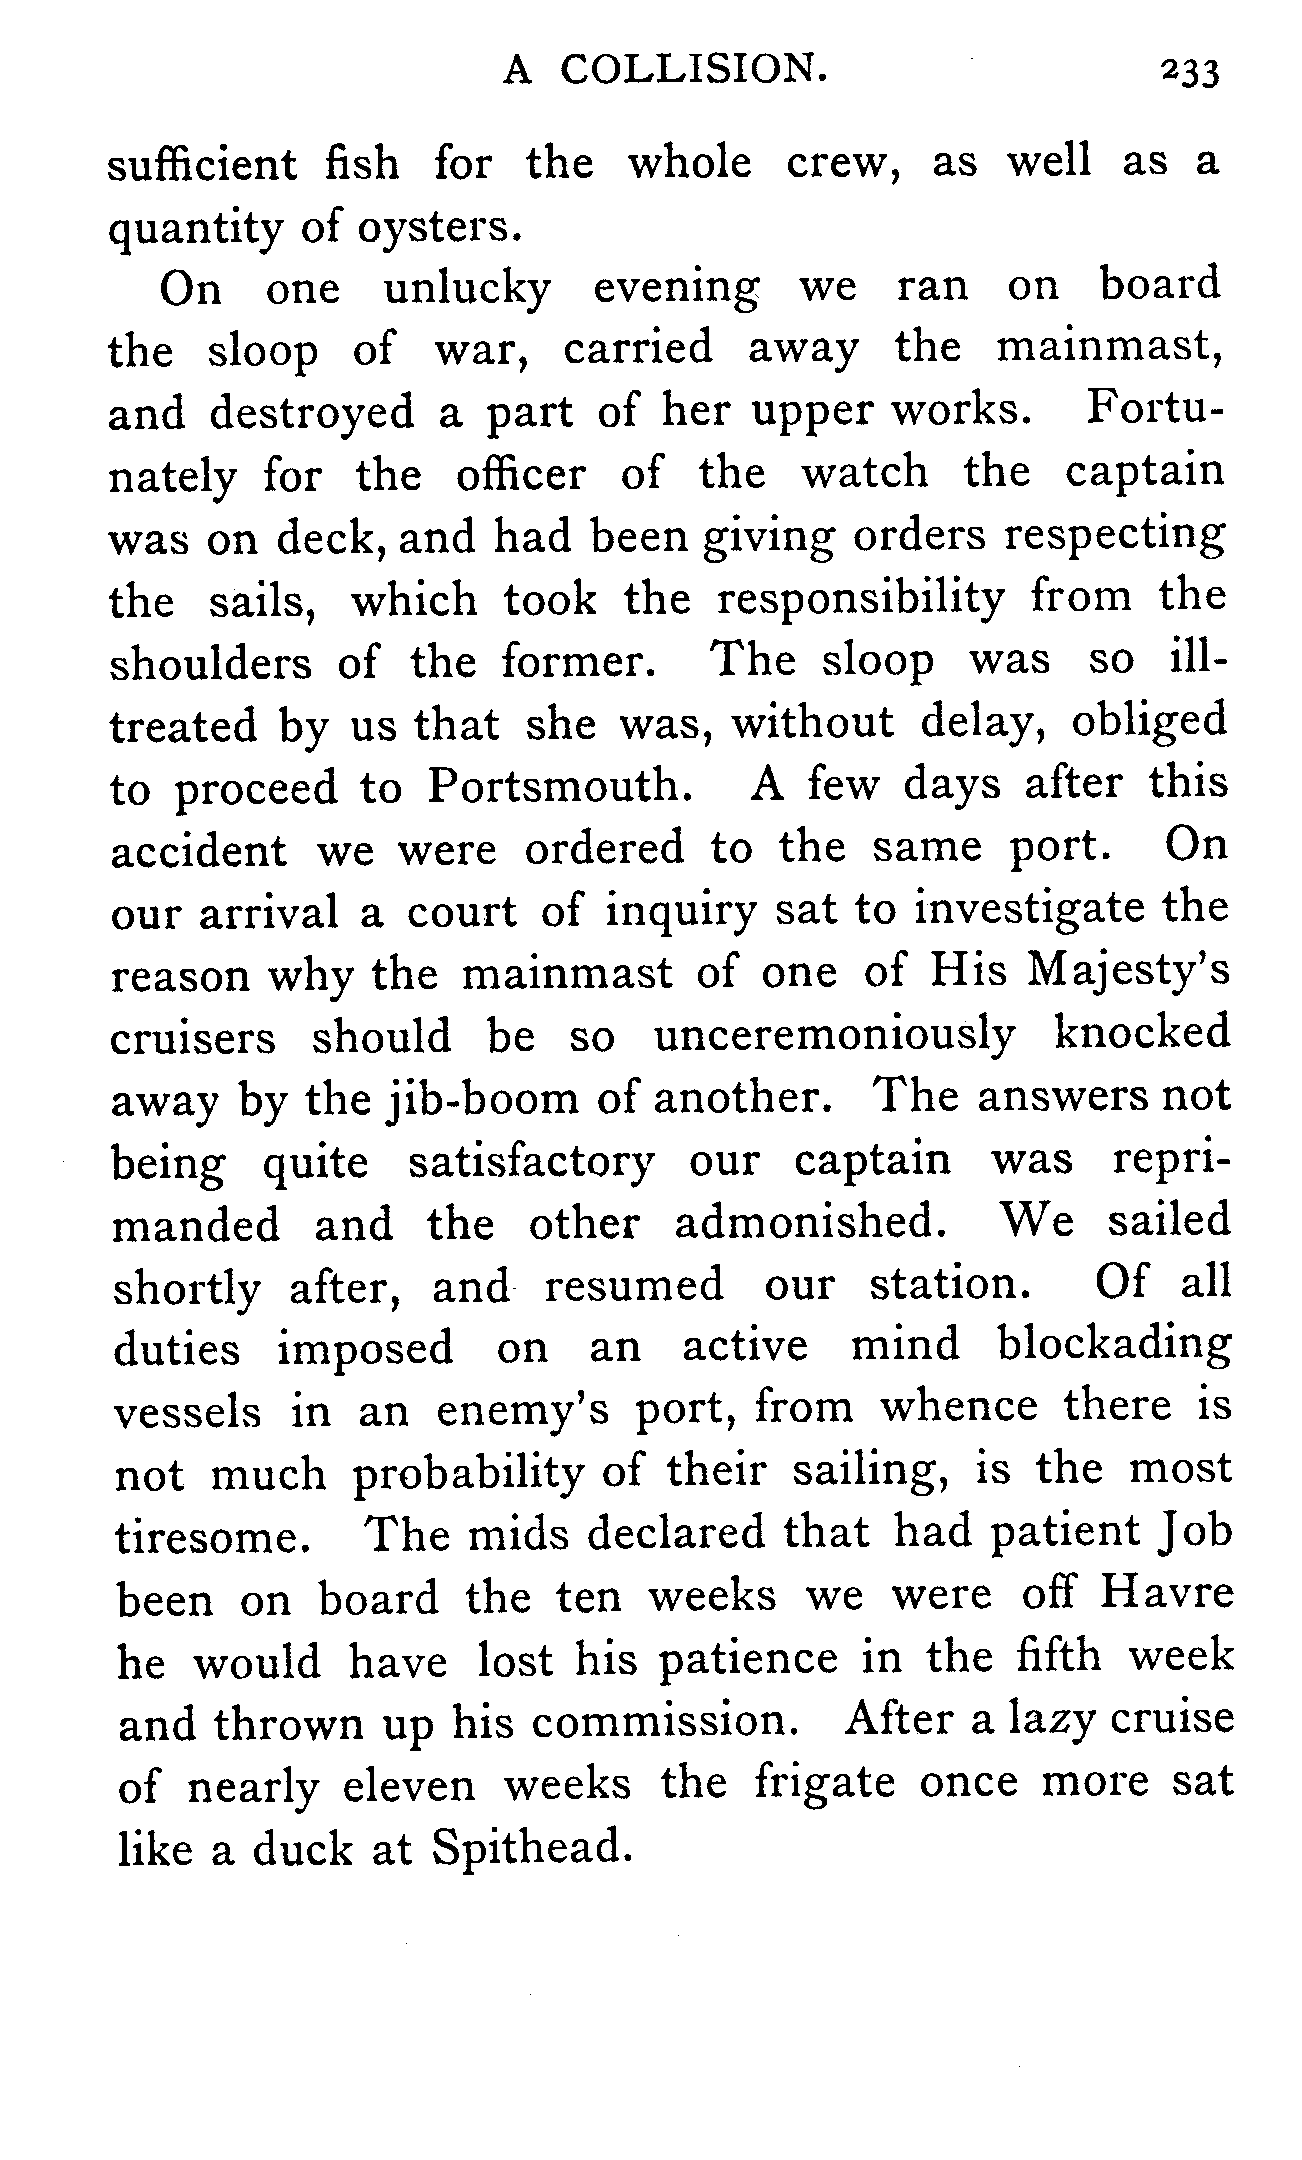 A COLLISION. 233
sufficient fish for the whole crew, as well as a
quantity of oysters.
On one unlucky evening we ran on board
the sloop of war, carried away the mainmast,
and destroyed a part of her upper works. Fortu-
nately for the officer of the watch the captain
was on deck, and had been giving orders respecting
the sails, which took the responsibility from the
shoulders of the former. The sloop was so ill-
treated by us that she was, without delay, obliged
to proceed to Portsmouth. A few days after this
accident we were ordered to the same port. On
our arrival a court of inquiry sat to investigate the
reason why the mainmast of one of His Majesty's
cruisers should be so unceremoniously knocked
away by the jib-boom of another. The answers not
being quite satisfactory our captain was repri-
manded and the other admonished. We sailed
shortly after, and resumed our station. Of all
duties imposed on an active mind blockading
vessels in an enemy's port, from whence there is
not much probability of their sailing, is the most
tiresome. The mids declared that had patient Job
been on board the ten weeks we were off Havre
he would have lost his patience in the fifth week
and thrown up his commission. After a lazy cruise
of nearly eleven weeks the frigate once more sat
like a duck at Spithead.